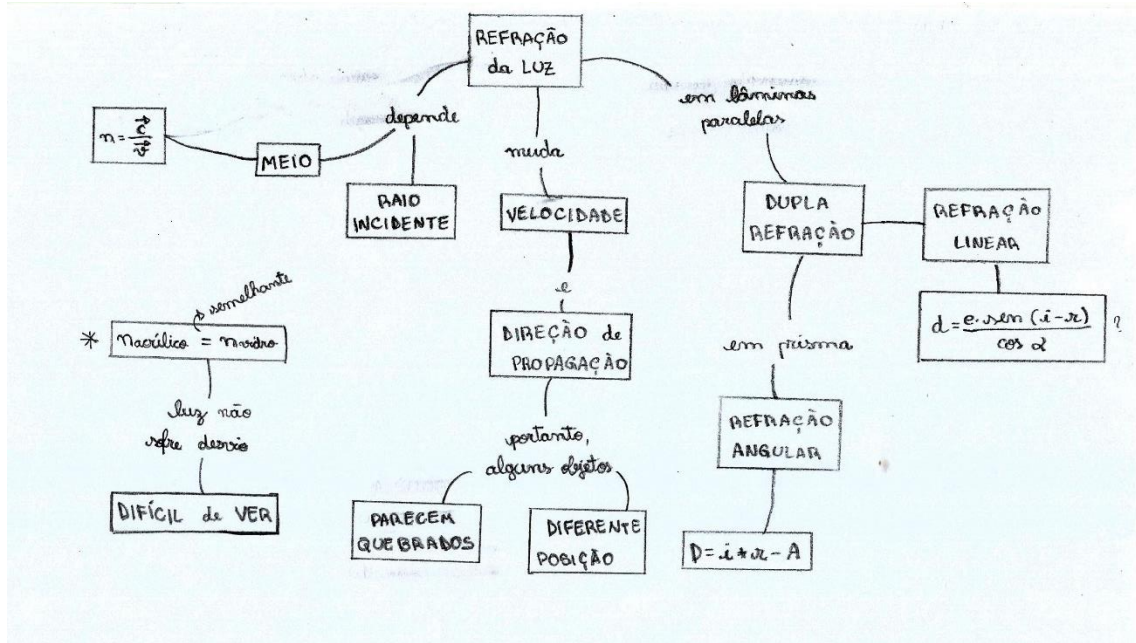 REFRAÇÃO
da LUZ
depende
n = c/v
MEIO
RAIO
INCIDENTE
muda
VELOCIDADE
e
DIREÇÃO de
PROPAGAÇÃO
portanto,
alguns objetos
PARECEM
QUEBRADOS
DIFERENTE
POSIÇÃO
em lâminas
paralelas
DUPLA
REFRAÇÃO
REFRAÇÃO
LINEAR
d = e. sen (i-r) / cos α ?
em prisma
REFRAÇÃO
ANGULAR
D = i + r - A
semelhante
* nacrílico = nvidro
luz não
sofre desvio
DIFÍCIL de VER